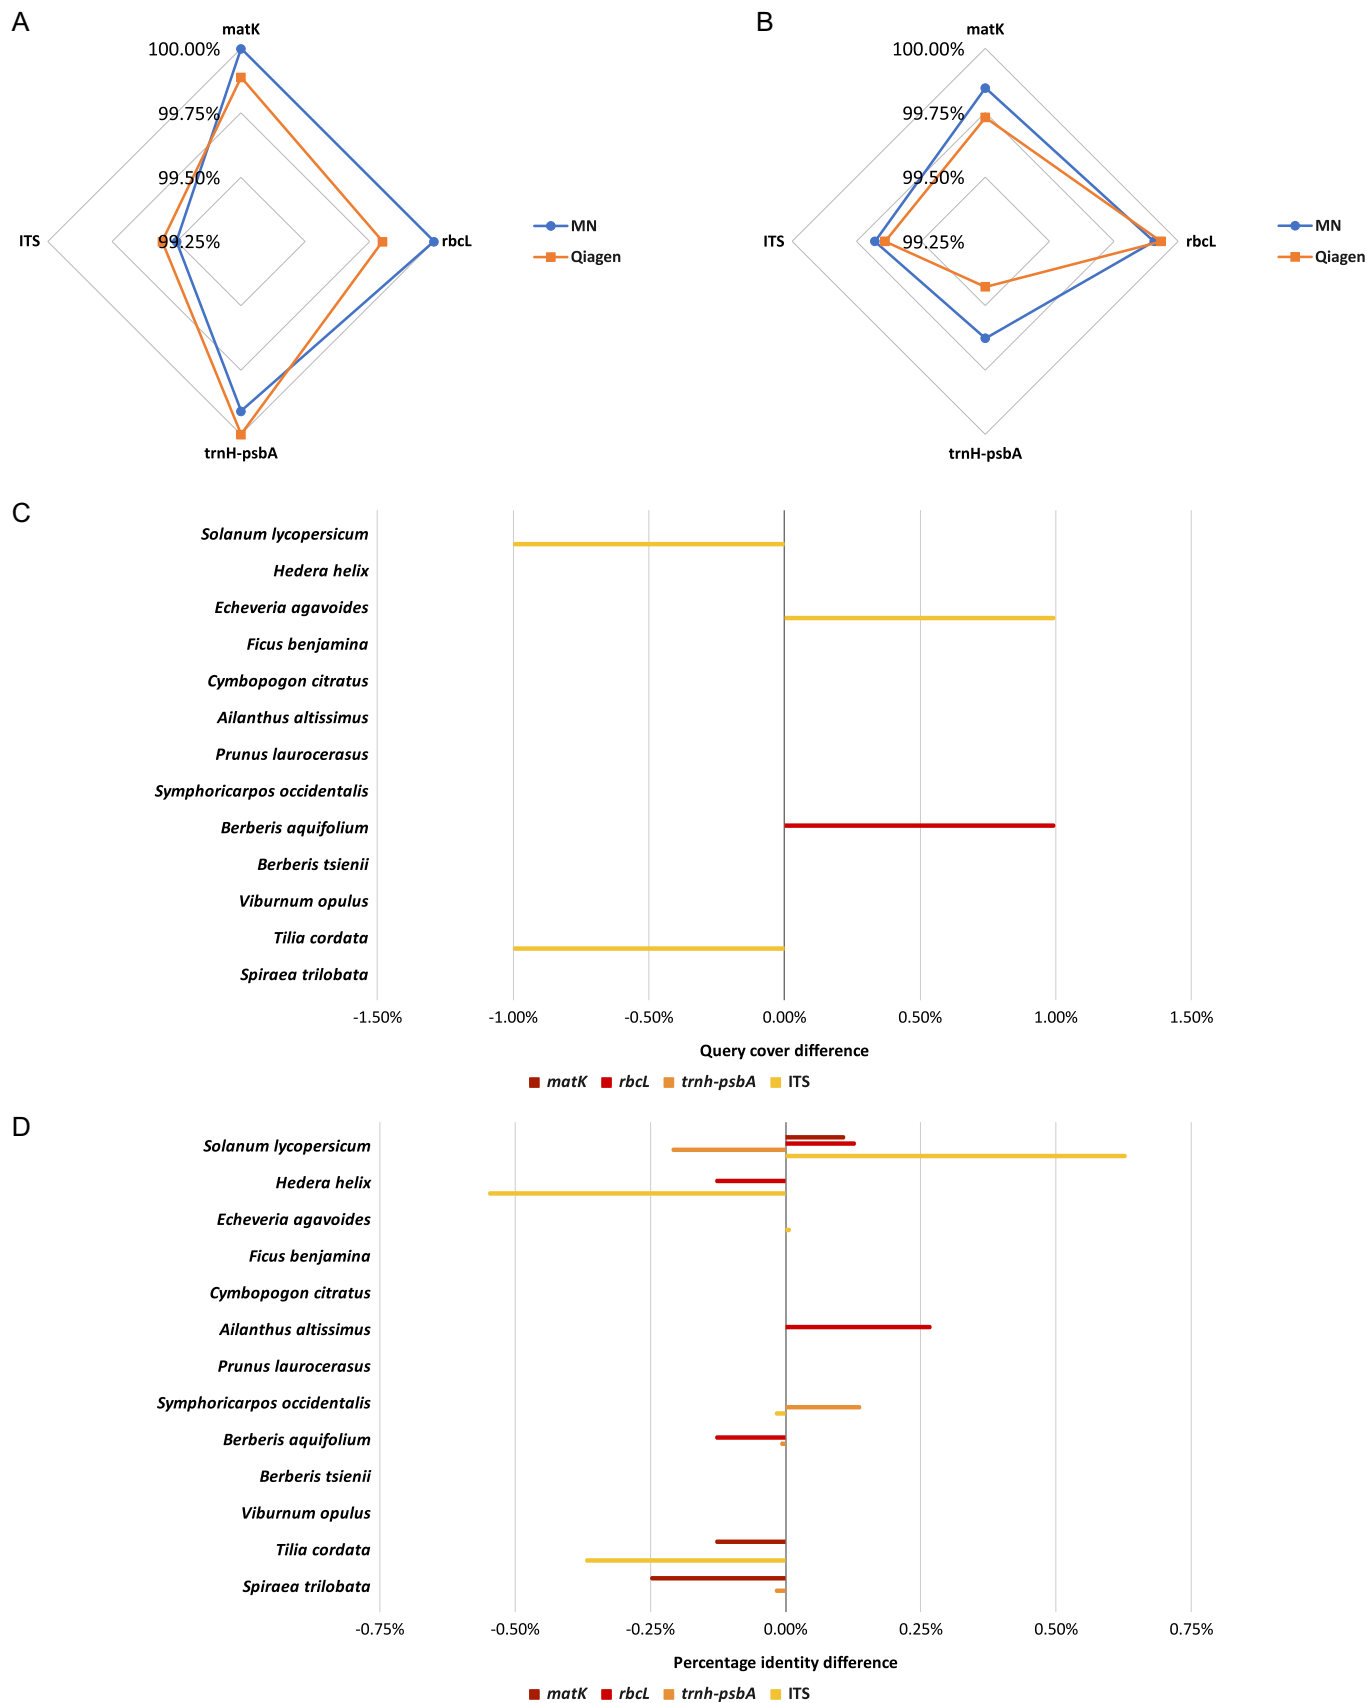 A
matK
100.00%
99.75%
99.50%
99.25%
ITS
rbcL
trnH-psbA
MN
Qiagen
B
matK
100.00%
99.75%
99.50%
99.25%
ITS
rbcL
trnH-psbA
MN
Qiagen
C
Solanum lycopersicum
Hedera helix
Echeveria agavoides
Ficus benjamina
Cymbopogon citratus
Ailanthus altissimus
Prunus laurocerasus
Symphoricarpos occidentalis
Berberis aquifolium
Berberis tsienii
Viburnum opulus
Tilia cordata
Spiraea trilobata
-1.50% -1.00% -0.50% 0.00% 0.50% 1.00% 1.50%
Query cover difference
matK rbcL trnh-psbA ITS
D
Solanum lycopersicum
Hedera helix
Echeveria agavoides
Ficus benjamina
Cymbopogon citratus
Ailanthus altissimus
Prunus laurocerasus
Symphoricarpos occidentalis
Berberis aquifolium
Berberis tsienii
Viburnum opulus
Tilia cordata
Spiraea trilobata
-0.75% -0.50% -0.25% 0.00% 0.25% 0.50% 0.75%
Percentage identity difference
matK rbcL trnh-psbA ITS